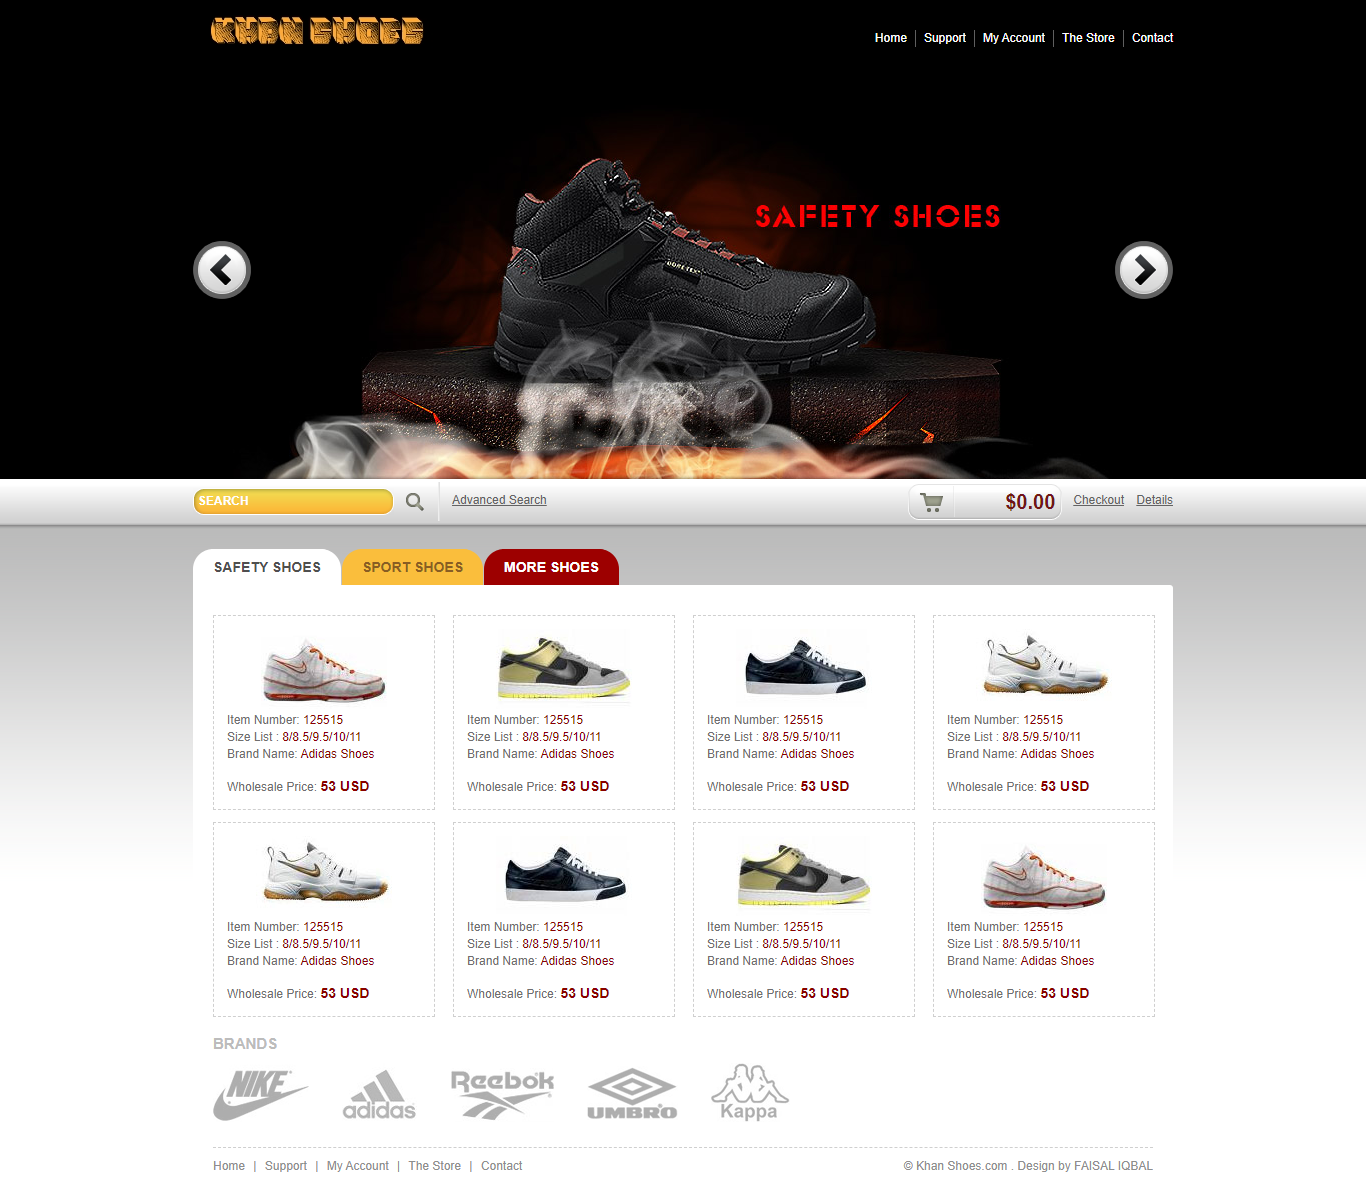 KHAN SHOES
Home Support My Account The Store Contact
SAFETY SHOES
GORE-TEX
SEARCH Advanced Search $0.00 Checkout Details
SAFETY SHOES SPORT SHOES MORE SHOES
Item Number: 125515 Item Number: 125515 Item Number: 125515 Item Number: 125515
Size List : 8/8.5/9.5/10/11 Size List : 8/8.5/9.5/10/11 Size List : 8/8.5/9.5/10/11 Size List : 8/8.5/9.5/10/11
Brand Name: Adidas Shoes Brand Name: Adidas Shoes Brand Name: Adidas Shoes Brand Name: Adidas Shoes
Wholesale Price: 53 USD Wholesale Price: 53 USD Wholesale Price: 53 USD Wholesale Price: 53 USD
Item Number: 125515 Item Number: 125515 Item Number: 125515 Item Number: 125515
Size List : 8/8.5/9.5/10/11 Size List : 8/8.5/9.5/10/11 Size List : 8/8.5/9.5/10/11 Size List : 8/8.5/9.5/10/11
Brand Name: Adidas Shoes Brand Name: Adidas Shoes Brand Name: Adidas Shoes Brand Name: Adidas Shoes
Wholesale Price: 53 USD Wholesale Price: 53 USD Wholesale Price: 53 USD Wholesale Price: 53 USD
BRANDS
NIKE adidas Reebok UMBRO Kappa
Home | Support | My Account | The Store | Contact © Khan Shoes.com . Design by FAISAL IQBAL